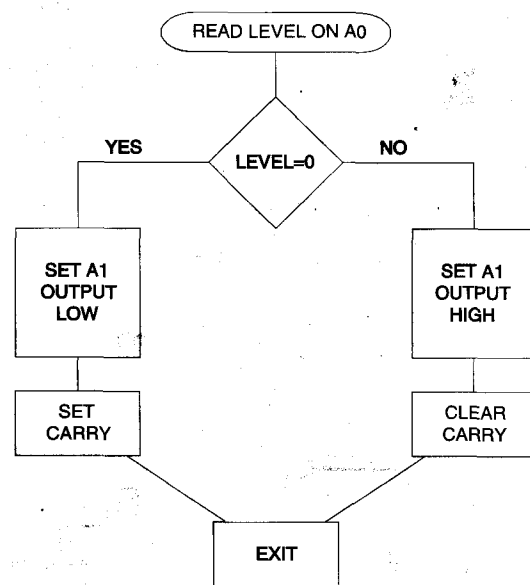 READ LEVEL ON A0
LEVEL=0
YES
NO
SET A1
OUTPUT
LOW
SET A1
OUTPUT
HIGH
SET
CARRY
CLEAR
CARRY
EXIT